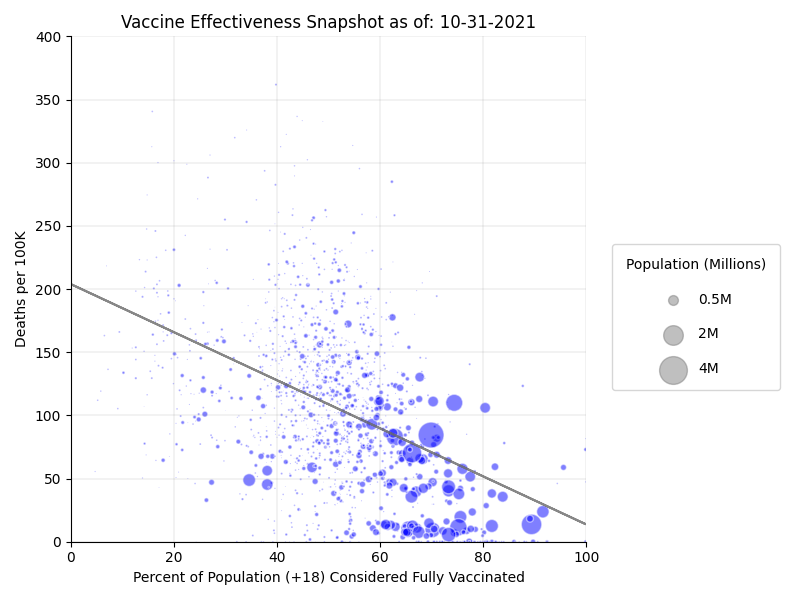 Vaccine Effectiveness Snapshot as of: 10-31-2021
400
350
300
250
200
150
100
50
0
Deaths per 100K
0 20 40 60 80 100
Percent of Population (+18) Considered Fully Vaccinated
Population (Millions)
0.5M
2M
4M